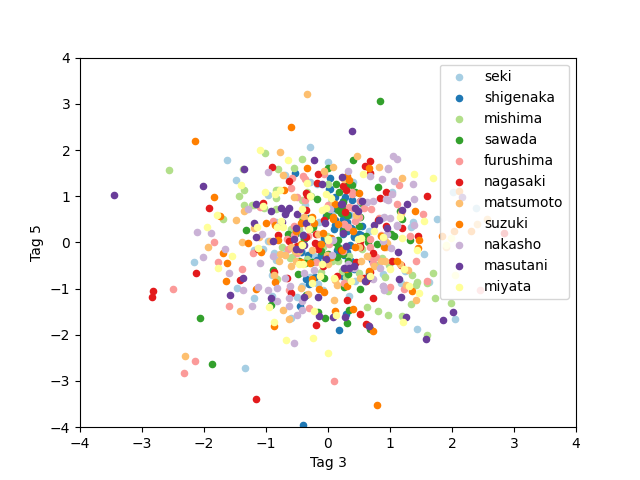 4
3
2
1
0
−1
−2
−3
−4
Tag 5
−4
−3
−2
−1
0
1
2
3
4
Tag 3
seki
shigenaka
mishima
sawada
furushima
nagasaki
matsumoto
suzuki
nakasho
masutani
miyata